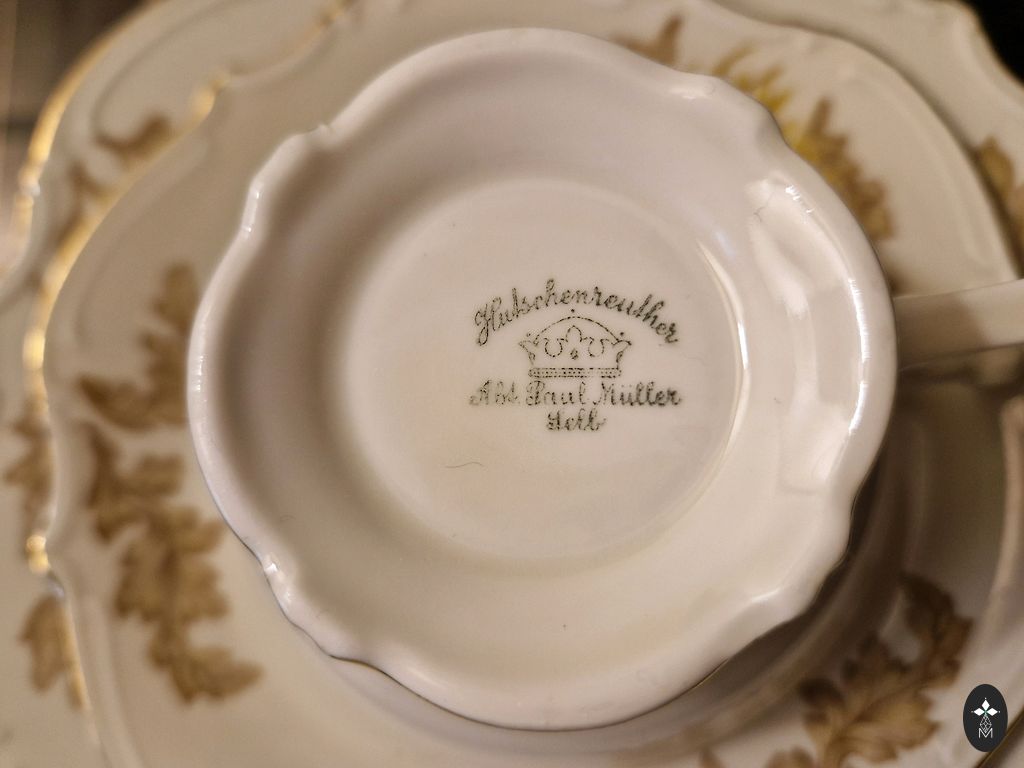 Hutschenreuther
Abt. Paul Müller
Selb
M